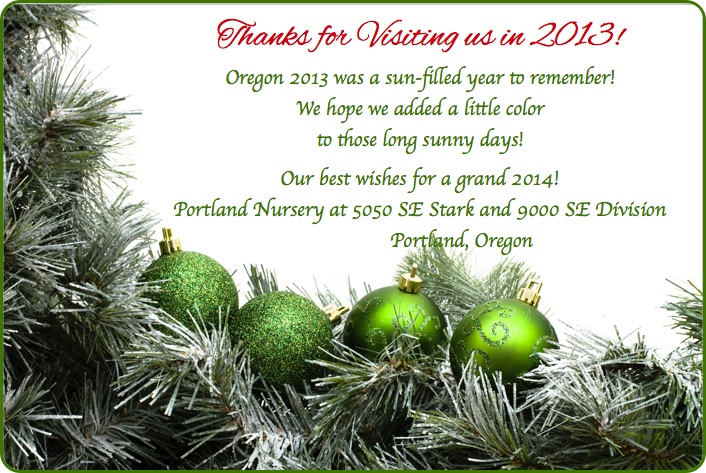 Thanks for Visiting us in 2013!
Oregon 2013 was a sun-filled year to remember!
We hope we added a little color
to those long sunny days!
Our best wishes for a grand 2014!
Portland Nursery at 5050 SE Stark and 9000 SE Division
Portland, Oregon